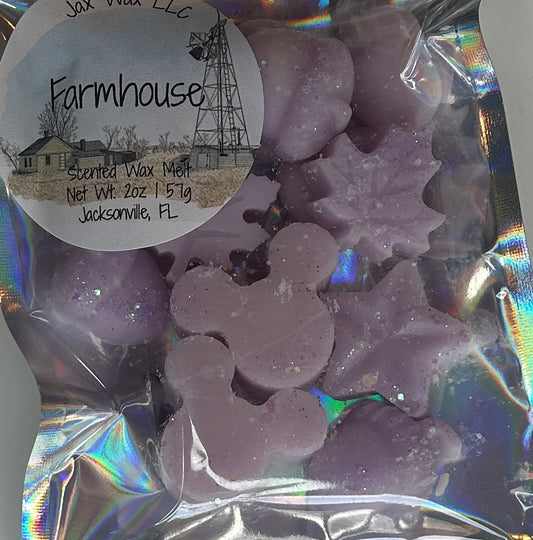 Jax Wax LLC
Farmhouse
Scented Wax Melt
Net Wt. 2oz | 57g
Jacksonville, FL